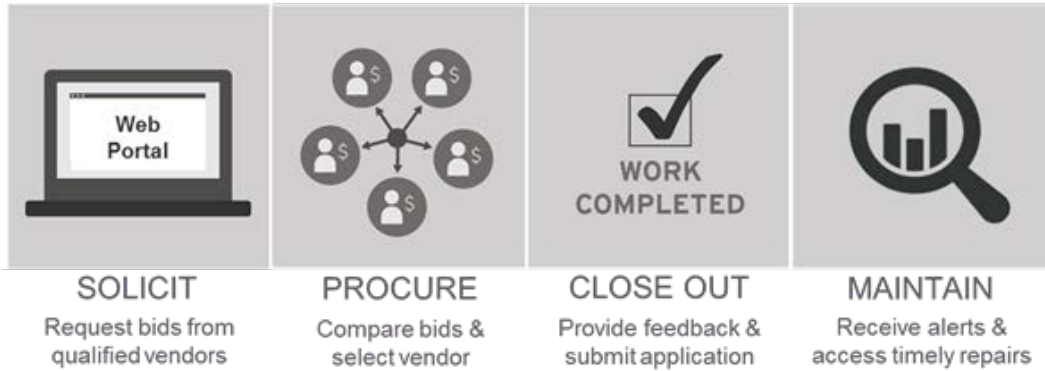 Web
Portal
$
$
$
$
$
WORK
COMPLETED
SOLICIT
Request bids from
qualified vendors
PROCURE
Compare bids &
select vendor
CLOSE OUT
Provide feedback &
submit application
MAINTAIN
Receive alerts &
access timely repairs